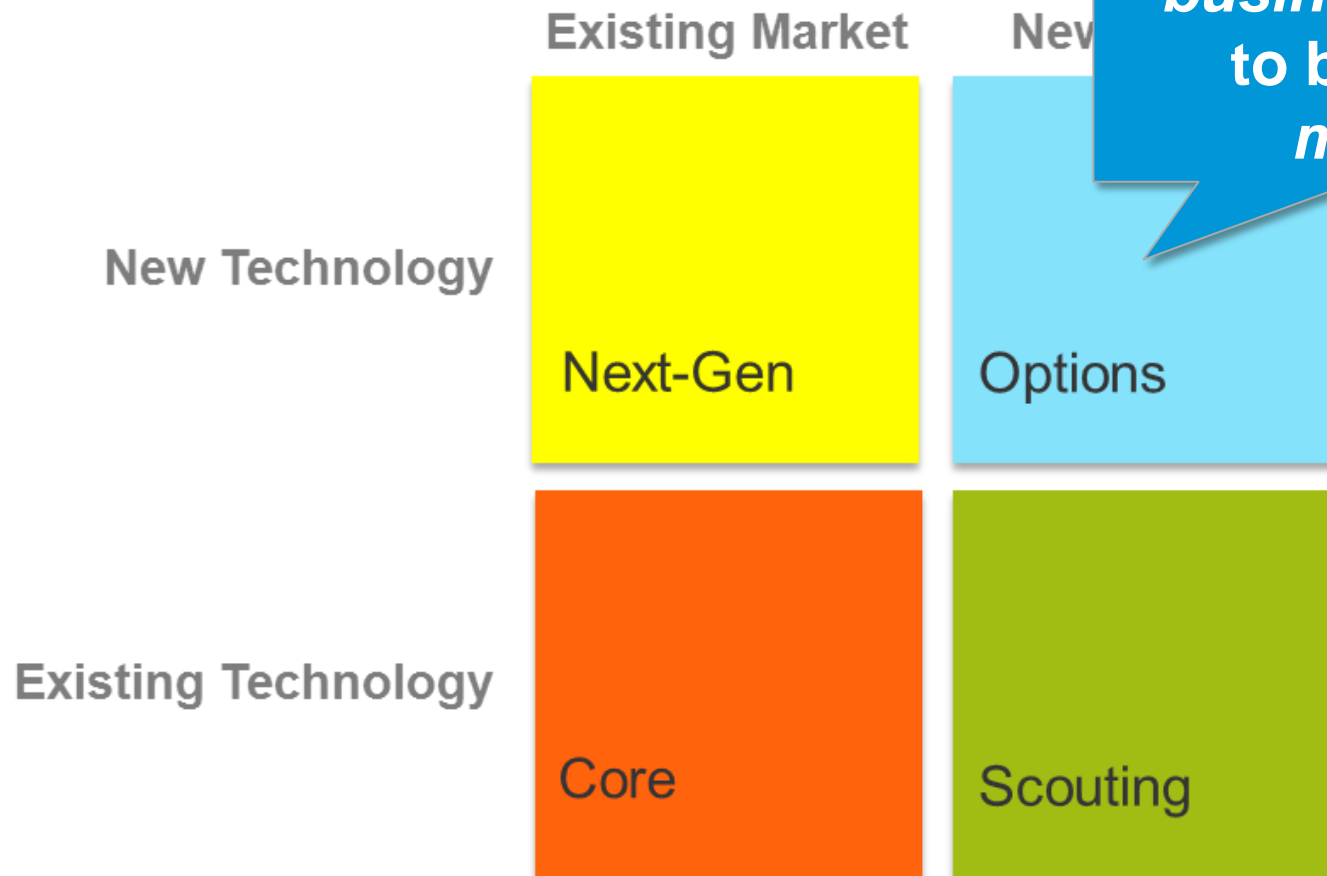 Existing Market
to
New Technology
Next-Gen
Options
Existing Technology
Core
Scouting